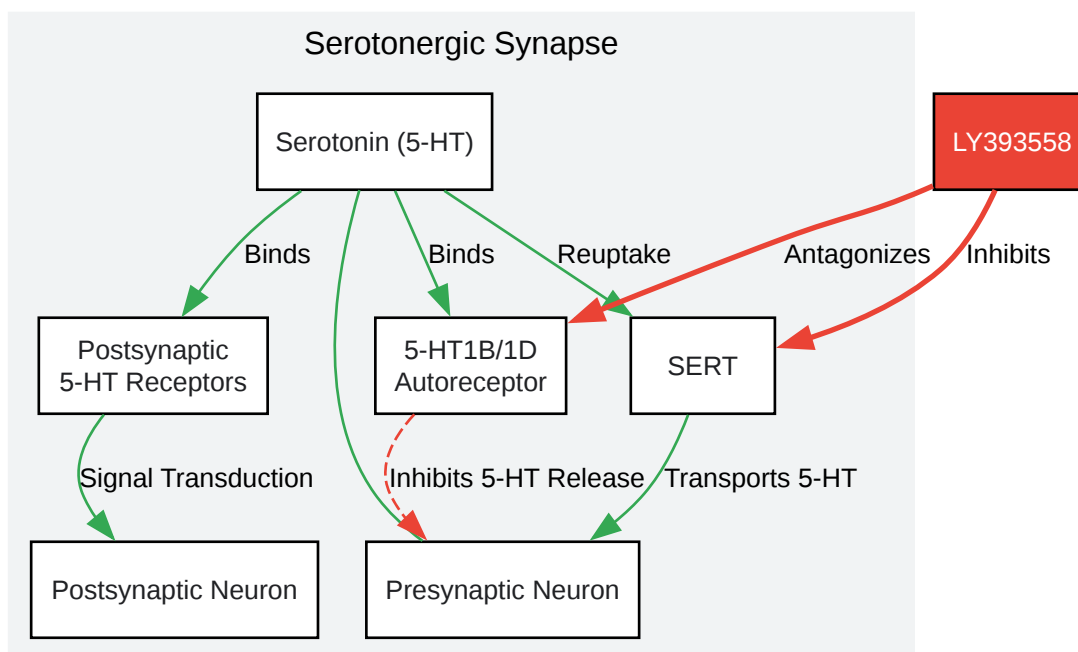 Serotonergic Synapse
Serotonin (5-HT)
LY393558
Binds
Binds
Reuptake
Antagonizes
Inhibits
Postsynaptic
5-HT Receptors
5-HT1B/1D
Autoreceptor
SERT
Signal Transduction
Inhibits 5-HT Release
Transports 5-HT
Postsynaptic Neuron
Presynaptic Neuron